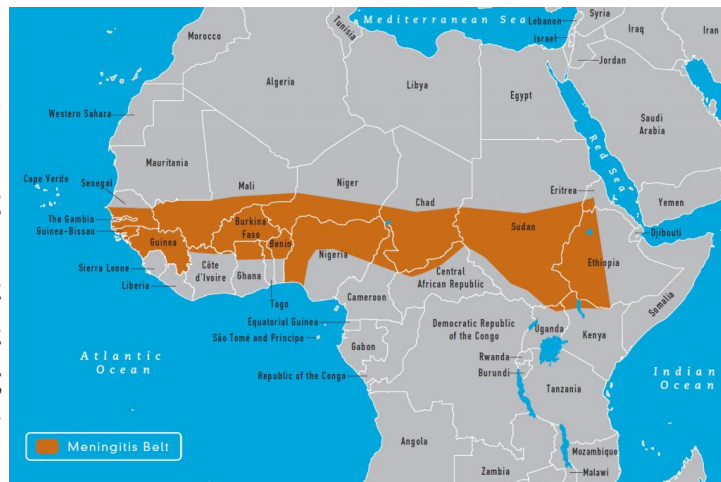 Mediterranean Sea
Lebanon
Syria
Israel
Iraq
Iran
Jordan
Morocco
Tunisia
Algeria
Libya
Egypt
Western Sahara
Saudi
Arabia
Red Sea
Mauritania
Cape Verde
Senegal
Mali
Niger
Chad
Eritrea
Yemen
The Gambia
Guinea-Bissau
Burkina
Faso
Sudan
Djibouti
Guinea
Benin
Nigeria
Ethiopia
Sierra Leone
Côte
d'Ivoire
Ghana
Central
African Republic
Liberia
Togo
Cameroon
Somalia
Equatorial Guinea
São Tomé and Príncipe
Democratic Republic
of the Congo
Uganda
Kenya
Gabon
Rwanda
Burundi
Atlantic
Ocean
Republic of the Congo
Tanzania
Indian
Ocean
Angola
Zambia
Mozambique
Malawi
Meningitis Belt